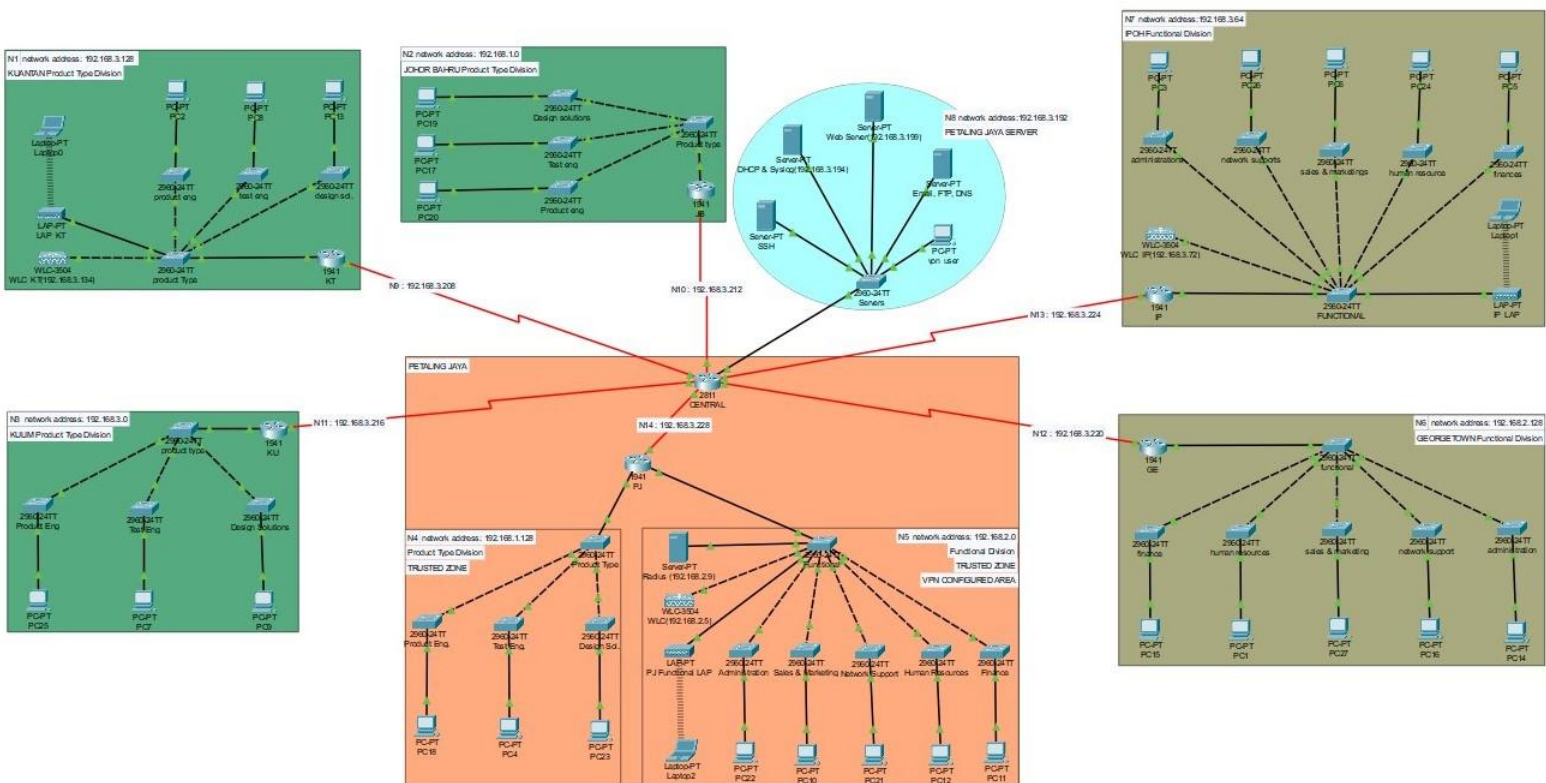 N1 network address: 192.168.3.128
KUANTAN Product Type Division
PC-PT
PC2
PC-PT
PC8
PC-PT
PC13
Laptop-PT
Laptop0
2960-24TT
product eng
2960-24TT
test eng
2960-24TT
design sol.
LAP-PT
LAP KT
WLC-3504
WLC KT(192.168.3.134)
2960-24TT
product Type
1941
KT
N2 network address: 192.168.1.0
JOHOR BAHRU Product Type Division
PC-PT
PC19
2960-24TT
Design solutions
PC-PT
PC17
2960-24TT
Test eng
2960-24TT
Product type
PC-PT
PC20
2960-24TT
Product eng
1941
JB
N8 network address:192.168.3.192
PETALING JAYA SERVER
Server-PT
Web Server(192.168.3.199)
Server-PT
DHCP & Syslog(192.168.3.194)
Server-PT
Email, FTP, DNS
Server-PT
SSH
PC-PT
vpn user
2960-24TT
Servers
N7 network address:192.168.3.64
IPOH Functional Division
PC-PT
PC3
PC-PT
PC26
PC-PT
PC-PT
PC24
PC-PT
PC5
2960-24TT
administrations
2960-24TT
network supports
2960-24TT
sales & marketings
2960-24TT
human resource
2960-24TT
finances
WLC-3504
WLC IP(192.168.3.72)
Laptop-PT
Laptop1
1941
IP
2960-24TT
FUNCTIONAL
LAP-PT
IP LAP
N9 : 192.168.3.208
N10 : 192.168.3.212
N13 : 192.168.3.224
PETALING JAYA
2811
CENTRAL
N11 : 192.168.3.216
N14 : 192.168.3.228
N12 : 192.168.3.220
1941
PJ
N3 network address: 192.168.3.0
KULIM Product Type Division
2960-24TT
product type
1941
KU
2960-24TT
Product Eng
2960-24TT
Test Eng
2960-24TT
Design Solutions
PC-PT
PC25
PC-PT
PC7
PC-PT
PC9
N4 network address: 192.168.1.128
Product Type Division
TRUSTED ZONE
2960-24TT
Product Type
2960-24TT
Product Eng.
2960-24TT
Test Eng.
2960-24TT
Design Sol.
PC-PT
PC18
PC-PT
PC4
PC-PT
PC23
N5 network address: 192.168.2.0
Functional Division
TRUSTED ZONE
VPN CONFIGURED AREA
2960-24TT
Functional
Server-PT
Radius (192.168.2.9)
WLC-3504
WLC(192.168.2.5)
LAP-PT
PJ Functional LAP
2960-24TT
Administration
2960-24TT
Sales & Marketing
2960-24TT
Network Support
2960-24TT
Human Resources
2960-24TT
Finance
Laptop-PT
Laptop2
PC-PT
PC22
PC-PT
PC10
PC-PT
PC21
PC-PT
PC12
PC-PT
PC11
N6 network address: 192.168.2.128
GEORGETOWN Functional Division
1941
GE
2960-24TT
functional
2960-24TT
finance
2960-24TT
human resources
2960-24TT
sales & marketing
2960-24TT
network support
2960-24TT
administration
PC-PT
PC15
PC-PT
PC1
PC-PT
PC27
PC-PT
PC16
PC-PT
PC14